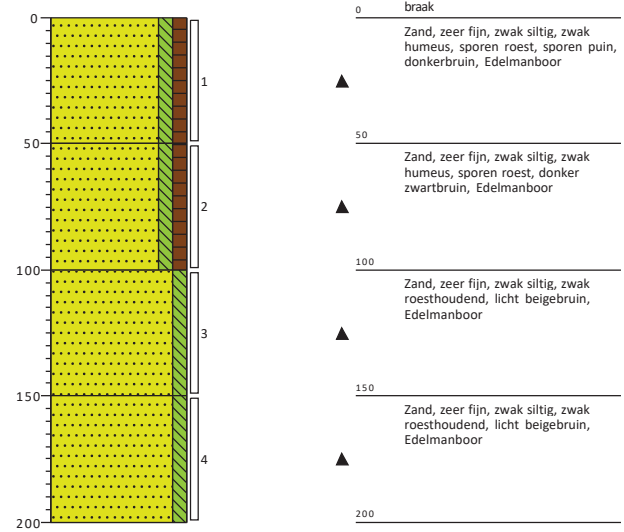 0
1
50
2
100
3
150
4
200
0
braak
Zand, zeer fijn, zwak siltig, zwak
humeus, sporen roest, sporen puin,
donkerbruin, Edelmanboor
50
Zand, zeer fijn, zwak siltig, zwak
humeus, sporen roest, donker
zwartbruin, Edelmanboor
100
Zand, zeer fijn, zwak siltig, zwak
roesthoudend, licht beigebruin,
Edelmanboor
150
Zand, zeer fijn, zwak siltig, zwak
roesthoudend, licht beigebruin,
Edelmanboor
200